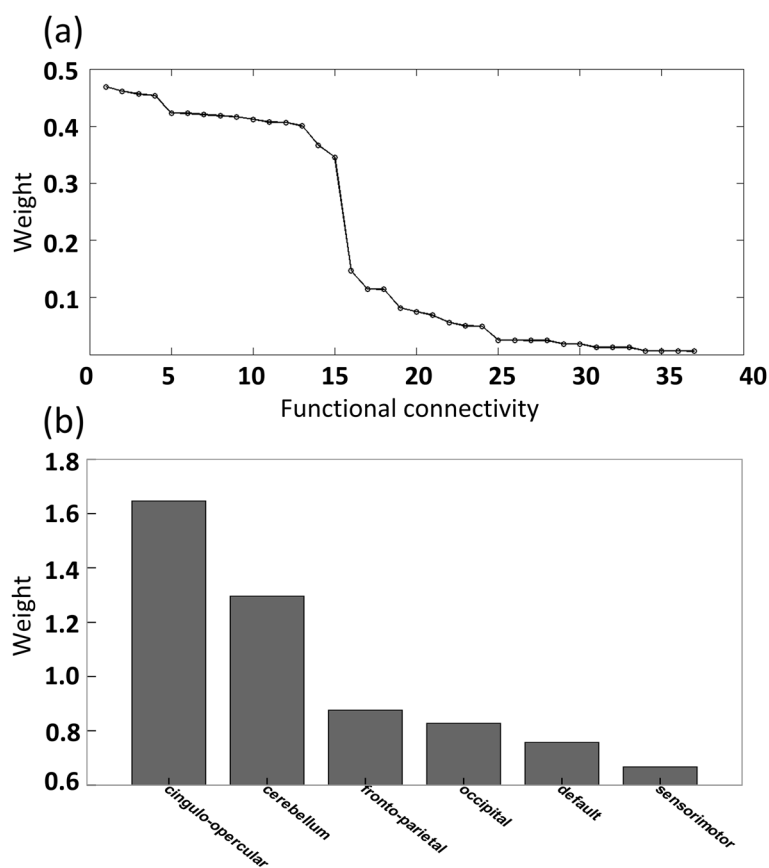 (a)
0.5
0.4
0.3
0.2
0.1
Weight
0 5 10 15 20 25 30 35 40
Functional connectivity
(b)
1.8
1.6
1.4
1.2
1.0
0.8
0.6
Weight
cingulo-opercular
cerebellum
fronto-parietal
occipital
default
sensorimotor